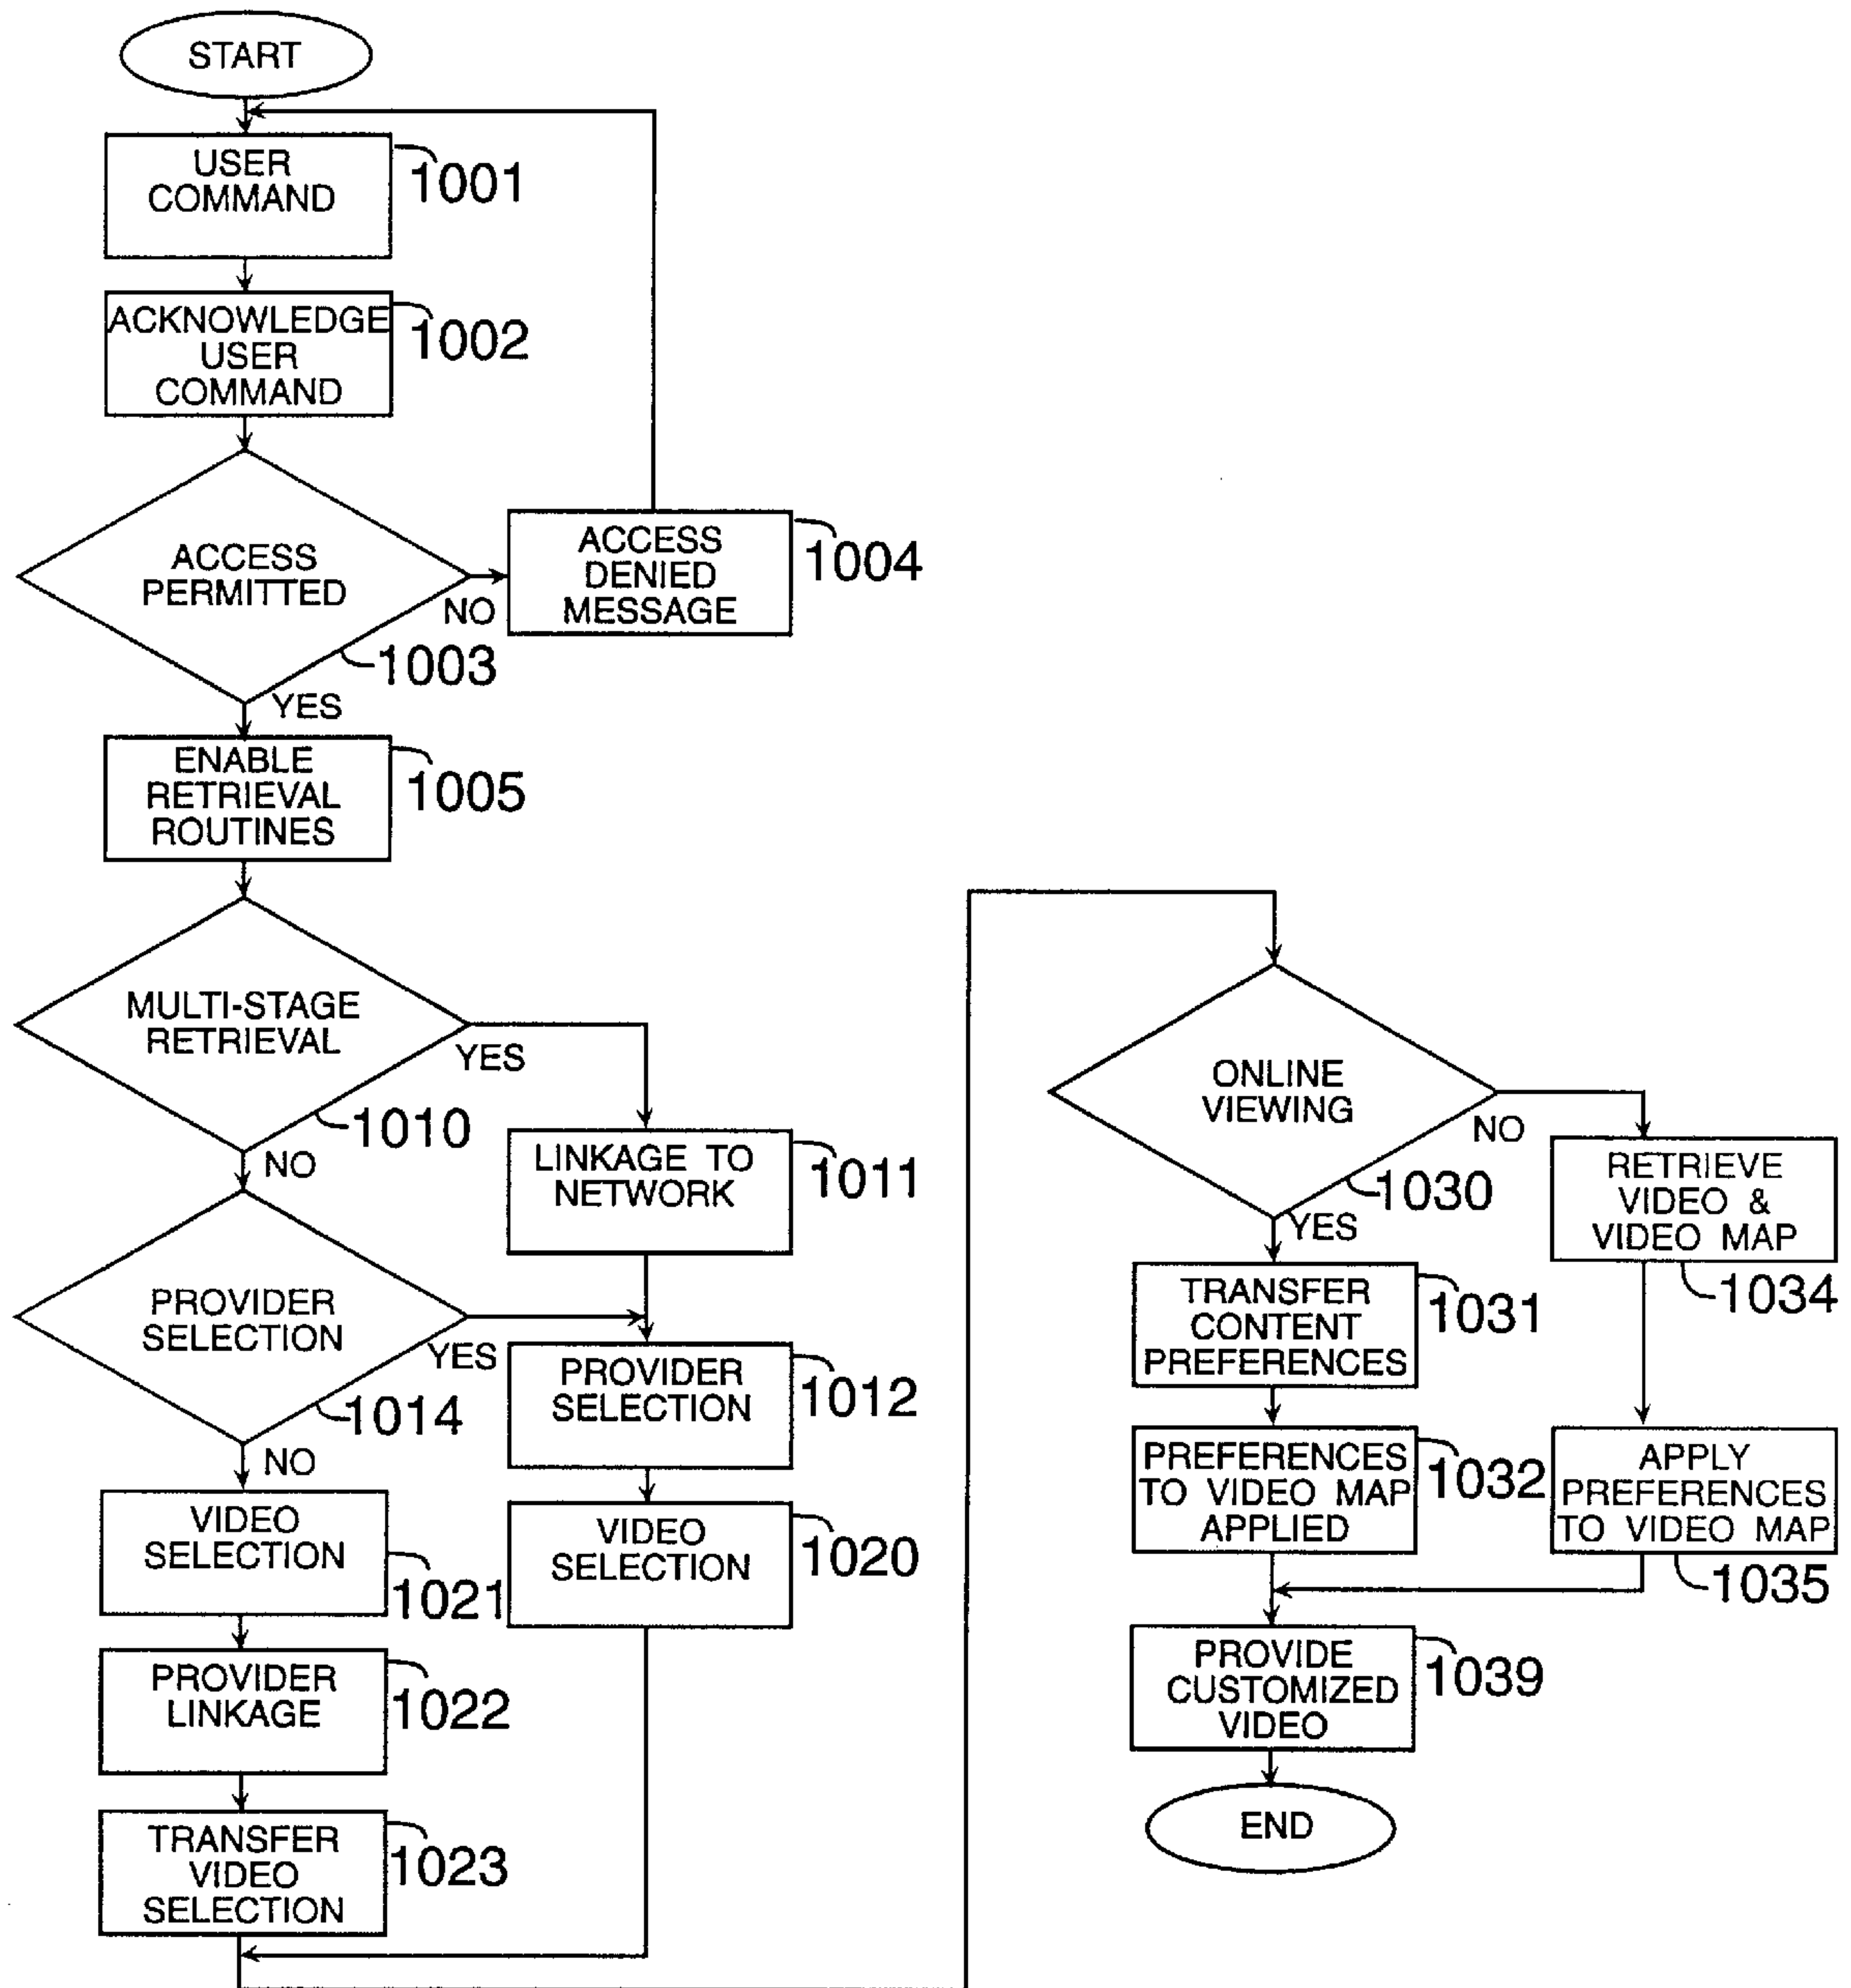 START
USER
COMMAND
1001
ACKNOWLEDGE
USER
COMMAND
1002
ACCESS
PERMITTED
NO
1003
YES
ACCESS
DENIED
MESSAGE
1004
ENABLE
RETRIEVAL
ROUTINES
1005
MULTI-STAGE
RETRIEVAL
YES
1010
NO
LINKAGE TO
NETWORK
1011
PROVIDER
SELECTION
YES
1014
NO
PROVIDER
SELECTION
1012
VIDEO
SELECTION
1021
VIDEO
SELECTION
1020
PROVIDER
LINKAGE
1022
TRANSFER
VIDEO
SELECTION
1023
ONLINE
VIEWING
NO
1030
YES
RETRIEVE
VIDEO &
VIDEO MAP
1034
TRANSFER
CONTENT
PREFERENCES
1031
PREFERENCES
TO VIDEO MAP
APPLIED
1032
APPLY
PREFERENCES
TO VIDEO MAP
1035
PROVIDE
CUSTOMIZED
VIDEO
1039
END